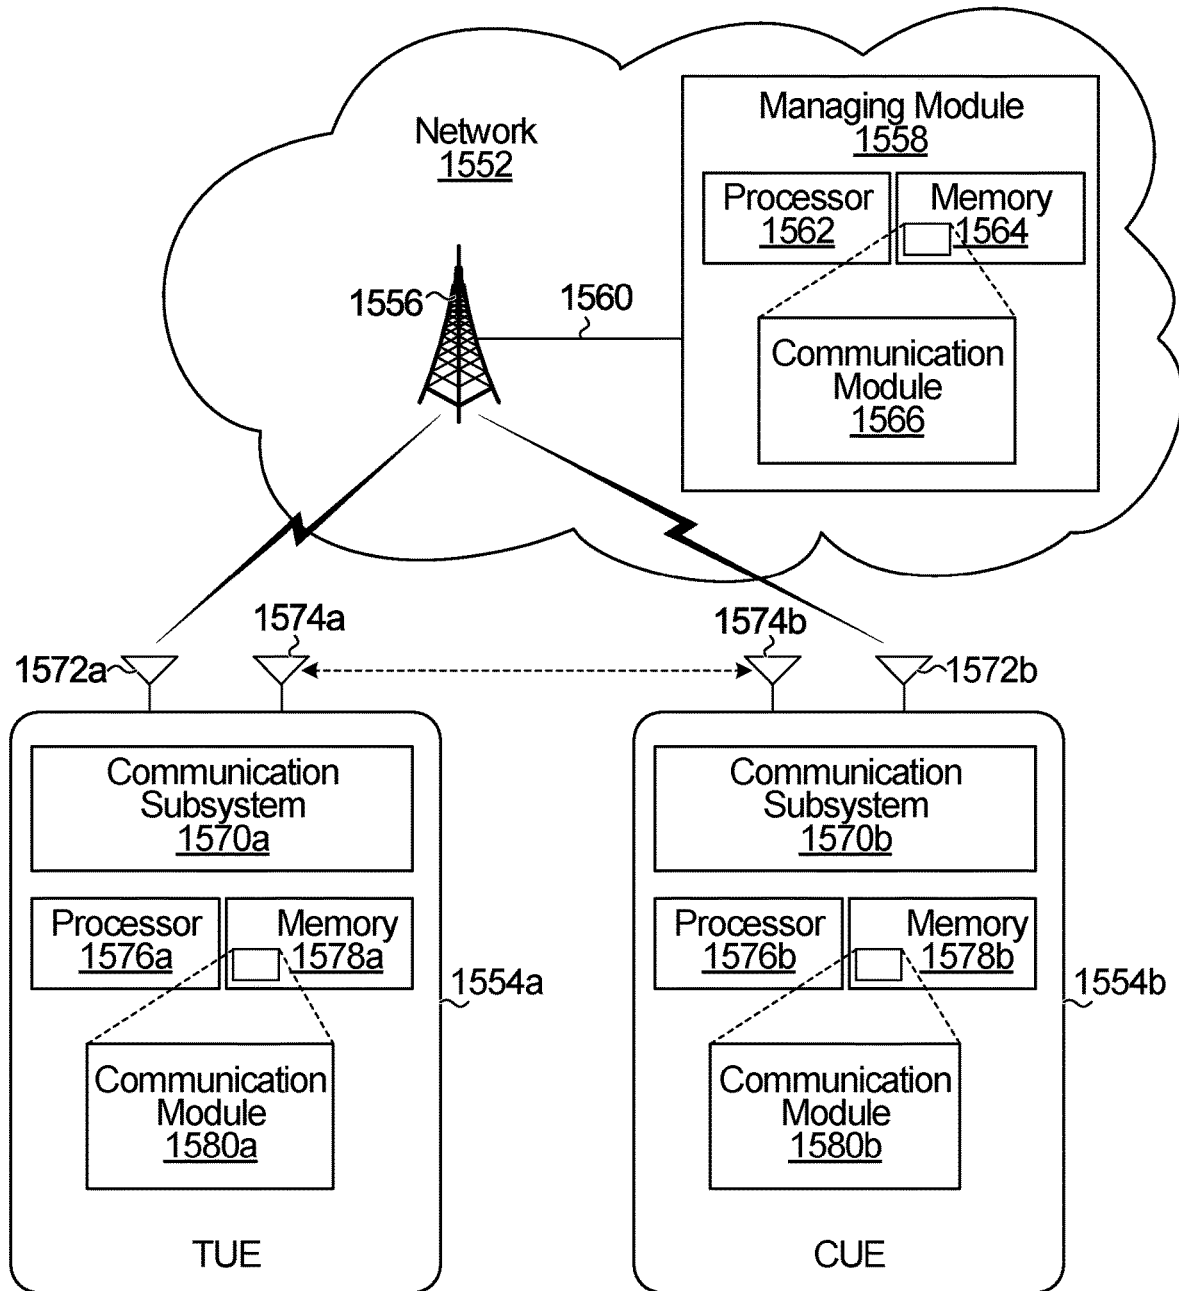 Network
1552
Managing Module
1558
Processor
1562
Memory
1564
1556
1560
Communication
Module
1566
1574a
1574b
1572a
1572b
Communication
Subsystem
1570a
Communication
Subsystem
1570b
Processor
1576a
Memory
1578a
Processor
1576b
Memory
1578b
1554a
1554b
Communication
Module
1580a
Communication
Module
1580b
TUE
CUE